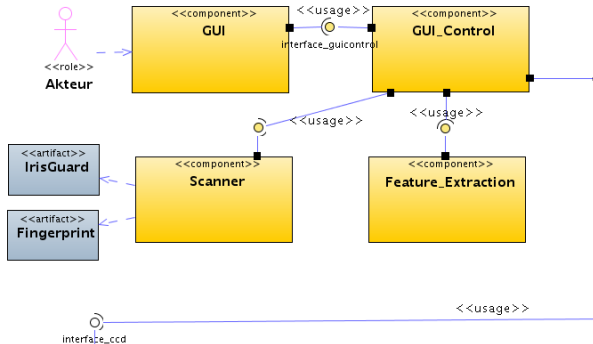 <<component>>
GUI
<<usage>>
interface_guicontrol
<<component>>
GUI_Control
<<role>>
Akteur
<<usage>>
<<usage>>
<<artifact>>
IrisGuard
<<component>>
Scanner
<<component>>
Feature_Extraction
<<artifact>>
Fingerprint
<<usage>>
interface_ccd